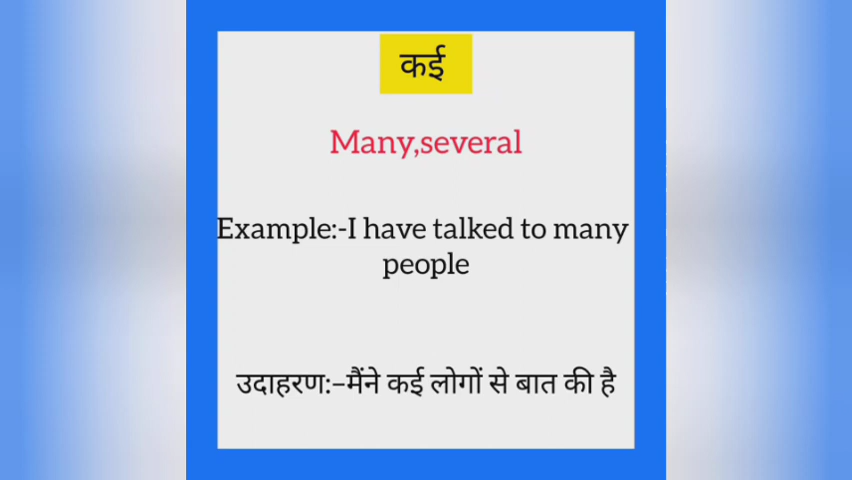 कई
Many,several
Example:-I have talked to many
people
उदाहरण:–मैंने कई लोगों से बात की है